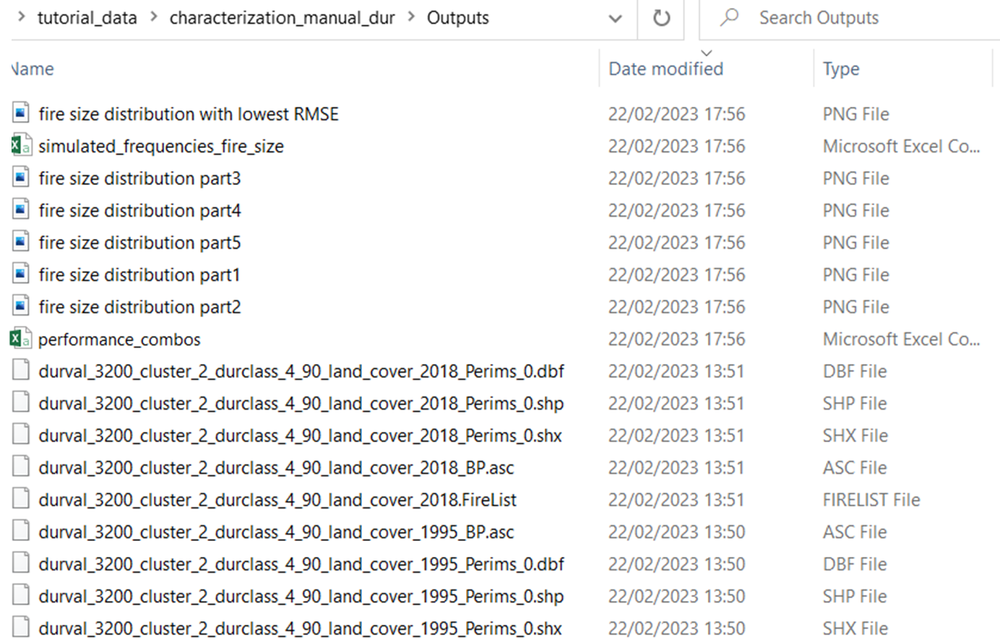 > tutorial_data > characterization_manual_dur > Outputs Search Outputs
Name Date modified Type
fire size distribution with lowest RMSE 22/02/2023 17:56 PNG File
simulated_frequencies_fire_size 22/02/2023 17:56 Microsoft Excel Co...
fire size distribution part3 22/02/2023 17:56 PNG File
fire size distribution part4 22/02/2023 17:56 PNG File
fire size distribution part5 22/02/2023 17:56 PNG File
fire size distribution part1 22/02/2023 17:56 PNG File
fire size distribution part2 22/02/2023 17:56 PNG File
performance_combos 22/02/2023 17:56 Microsoft Excel Co...
durval_3200_cluster_2_durclass_4_90_land_cover_2018_Perims_0.dbf 22/02/2023 13:51 DBF File
durval_3200_cluster_2_durclass_4_90_land_cover_2018_Perims_0.shp 22/02/2023 13:51 SHP File
durval_3200_cluster_2_durclass_4_90_land_cover_2018_Perims_0.shx 22/02/2023 13:51 SHX File
durval_3200_cluster_2_durclass_4_90_land_cover_2018_BP.asc 22/02/2023 13:51 ASC File
durval_3200_cluster_2_durclass_4_90_land_cover_2018.FireList 22/02/2023 13:51 FIRELIST File
durval_3200_cluster_2_durclass_4_90_land_cover_1995_BP.asc 22/02/2023 13:50 ASC File
durval_3200_cluster_2_durclass_4_90_land_cover_1995_Perims_0.dbf 22/02/2023 13:50 DBF File
durval_3200_cluster_2_durclass_4_90_land_cover_1995_Perims_0.shp 22/02/2023 13:50 SHP File
durval_3200_cluster_2_durclass_4_90_land_cover_1995_Perims_0.shx 22/02/2023 13:50 SHX File